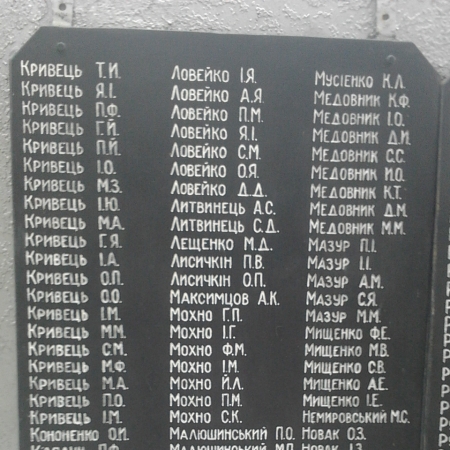 Кривець Т.И.
Кривець Я.І.
Кривець П.Ф.
Кривець Г.Й.
Кривець П.Й.
Кривець І.О.
Кривець М.З.
Кривець І.Ю.
Кривець М.А.
Кривець Г.Я.
Кривець І.А.
Кривець О.П.
Кривець О.О.
Кривець І.М.
Кривець М.М.
Кривець С.М.
Кривець М.Ф.
Кривець М.А.
Кривець П.О.
Кривець І.М.
Кононенко О.И.
Ловейко І.Я.
Ловейко А.Я.
Ловейко П.М.
Ловейко Я.І.
Ловейко С.М.
Ловейко О.Я.
Ловейко Д.Д.
Литвинець А.С.
Литвинець С.Д.
Лещенко М.Д.
Лисичкін П.В.
Лисичкін О.П.
Максимцов А.К.
Мохно Г.П.
Мохно І.Г.
Мохно Ф.М.
Мохно І.М.
Мохно Й.Л.
Мохно П.М.
Мохно С.К.
Малюшинський П.О.
Малюшинський
Мусіенко К.Л.
Медовник К.Ф.
Медовник І.О.
Медовник Д.И.
Медовник С.С.
Медовник И.О.
Медовник К.Т.
Медовник Д.М.
Медовник М.М.
Мазур П.І.
Мазур І.І.
Мазур А.М.
Мазур С.Я.
Мазур М.М.
Мищенко Ф.Е.
Мищенко М.В.
Мищенко С.В.
Мищенко А.Е.
Мищенко І.Е.
Немировський М.С.
Новак О.З.
Новак І.З.